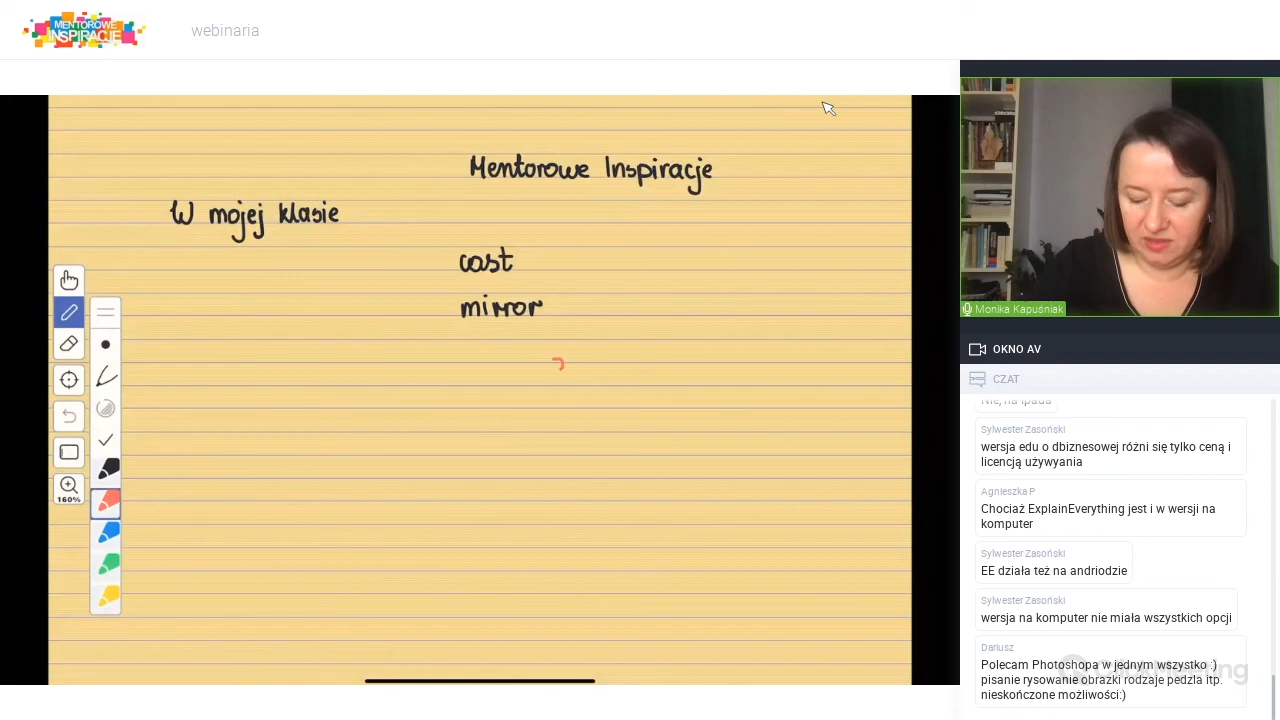 MENTOROWE
INSPIRACJE
webinaria
Mentorowe Inspiracje
W mojej klasie
cast
mirror
160%
Monika Kapuśniak
OKNO AV
CZAT
Nie, na ipada
Sylwester Zasoński
wersja edu o dbiznesowej różni się tylko ceną i
licencją używyania
Agnieszka P
Chociaż ExplainEverything jest i w wersji na
komputer
Sylwester Zasoński
EE działa też na andriodzie
Sylwester Zasoński
wersja na komputer nie miała wszystkich opcji
Dariusz
Polecam Photoshopa w jednym wszystko :)
pisanie rysowanie obrazki rodzaje pedzla itp.
nieskończone możliwości:)